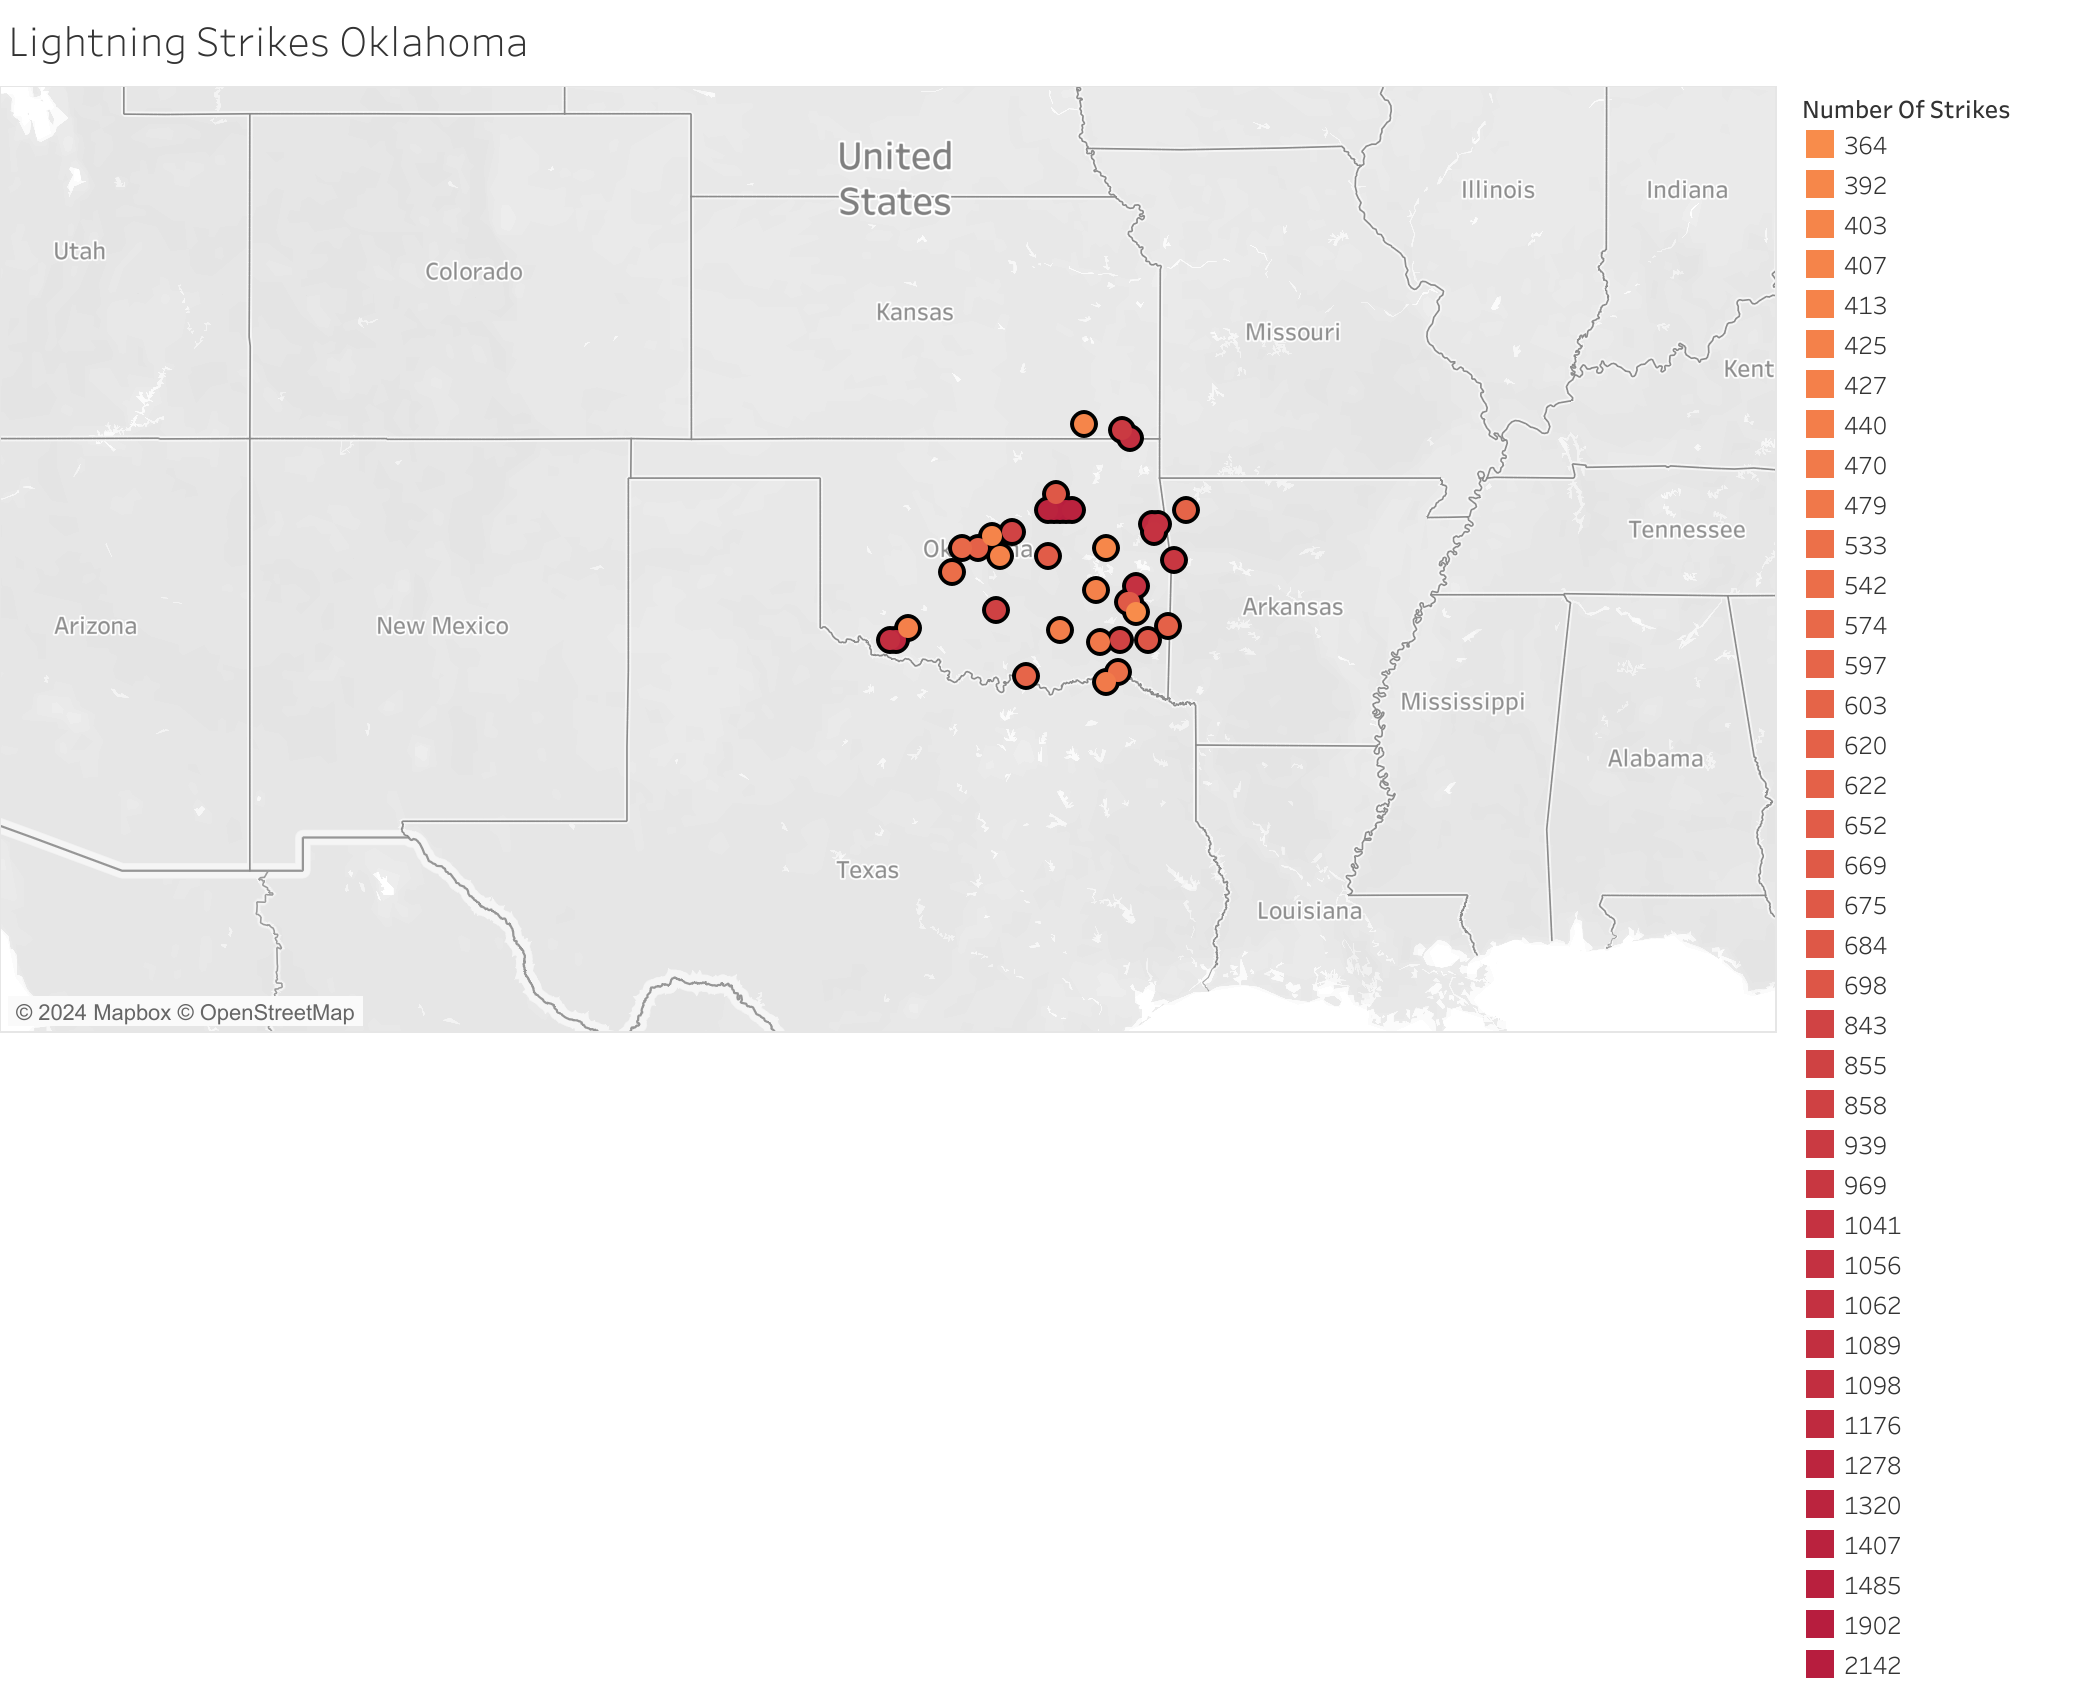 Lightning Strikes Oklahoma
United
States
Utah
Colorado
Kansas
Missouri
Illinois
Indiana
Kent
Arizona
New Mexico
Arkansas
Tennessee
Mississippi
Alabama
Texas
Louisiana
© 2024 Mapbox © OpenStreetMap
Number Of Strikes
364
392
403
407
413
425
427
440
470
479
533
542
574
597
603
620
622
652
669
675
684
698
843
855
858
939
969
1041
1056
1062
1089
1098
1176
1278
1320
1407
1485
1902
2142